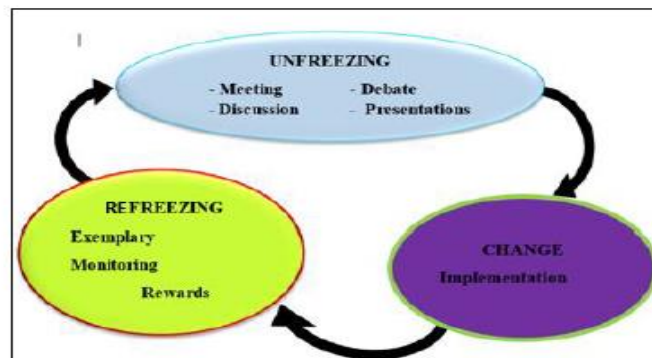 UNFREEZING
- Meeting - Debate
- Discussion - Presentations
REFREEZING
Exemplary
Monitoring
Rewards
CHANGE
Implementation